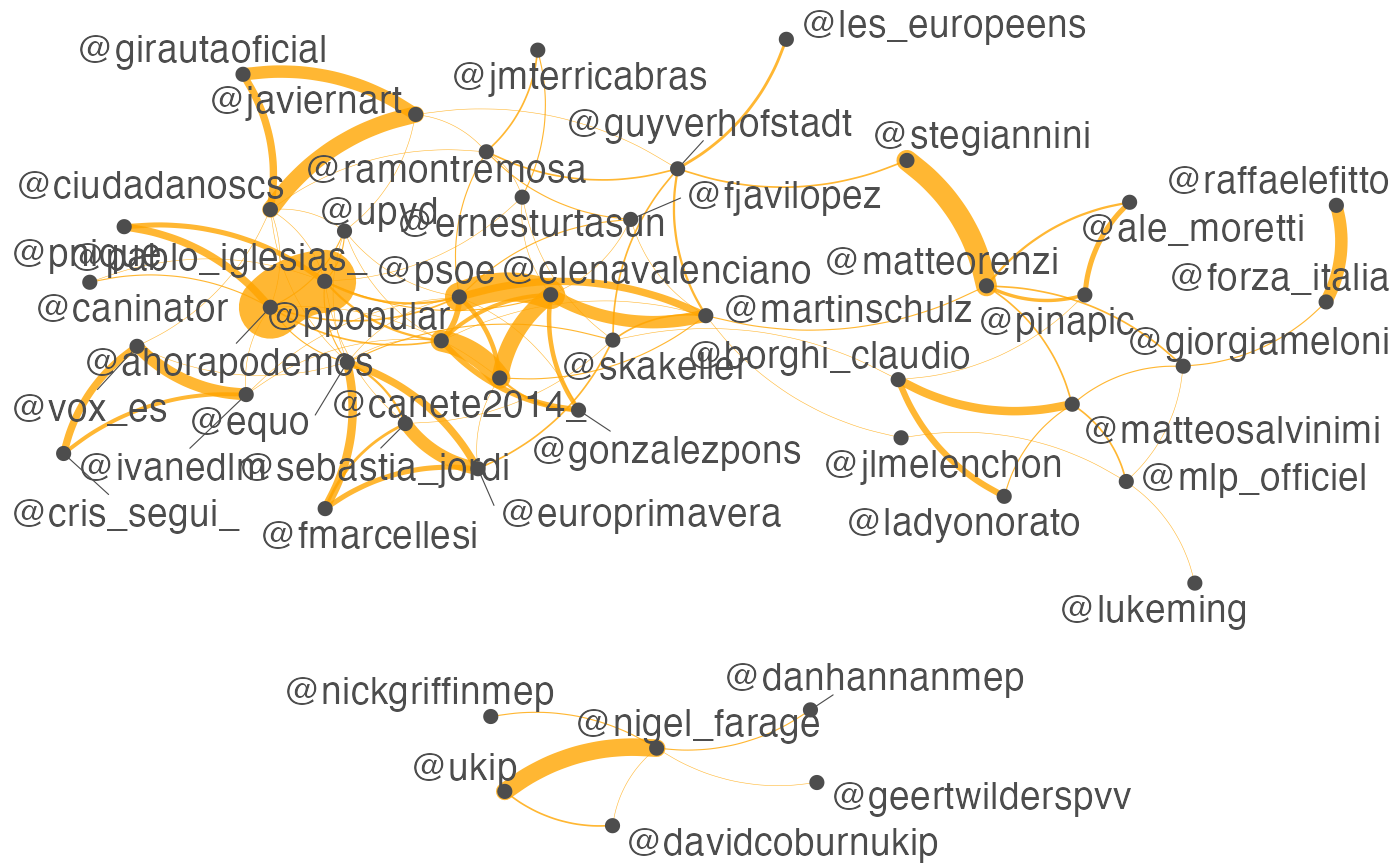 @les_europeens
@girautaoficial
@jmterricabras
@javiernart
@guyverhofstadt
@stegiannini
@ramontremosa
@raffaelefitto
@ciudadanoscs
@fjavilopez
@upyd
@ernesturtasun
@ale_moretti
@pnique
@pablo_iglesias_
@psoe
@elenavalenciano
@matteorenzi
@forza_italia
@caninator
@ppopular
@martinschulz
@pinapic
@giorgiameloni
@ahorapodemos
@skakeller
@borghi_claudio
@vox_es
@equo
@canete2014_
@matteosalvinimi
@gonzalezpons
@ivanedlm
@sebastia_jordi
@jlmelenchon
@mlp_officiel
@cris_segui_
@europrimavera
@fmarcellesi
@ladyonorato
@lukeming
@danhannanmep
@nickgriffinmep
@nigel_farage
@ukip
@geertwilderspvv
@davidcoburnukip